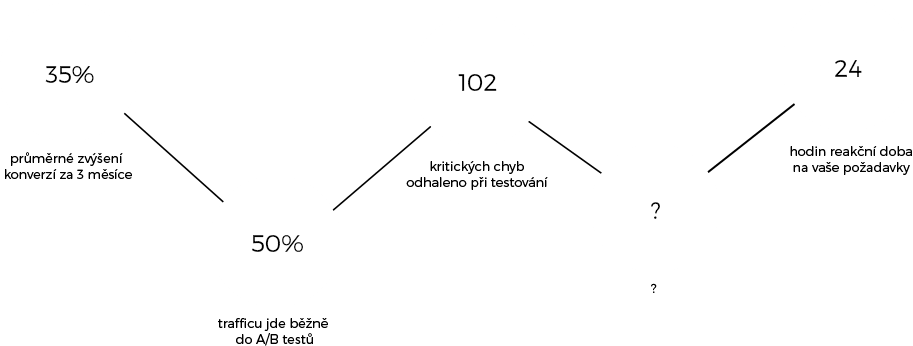 35%
průměrné zvýšení
konverzí za 3 měsíce
50%
trafficu jde běžně
do A/B testů
102
kritických chyb
odhaleno při testování
?
?
24
hodin reakční doba
na vaše požadavky